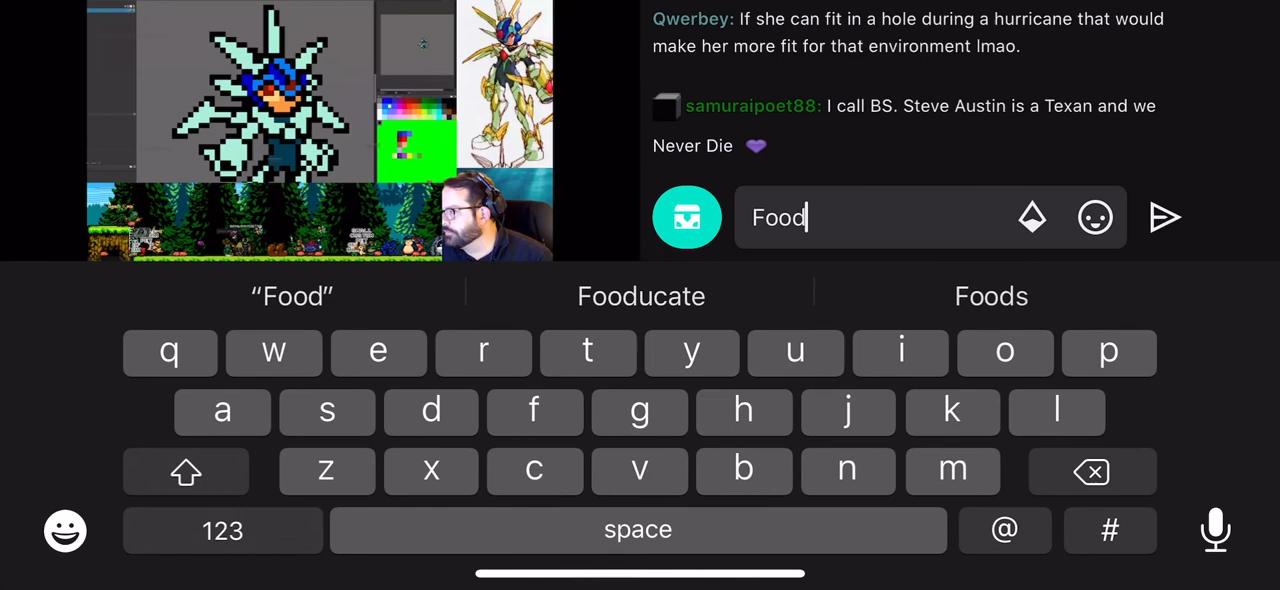 Qwerbey: If she can fit in a hole during a hurricane that would
make her more fit for that environment lmao.
samuraipoet88: I call BS. Steve Austin is a Texan and we
Never Die
Food
“Food” Fooducate Foods
q w e r t y u i o p
a s d f g h j k l
z x c v b n m
123 space @ #